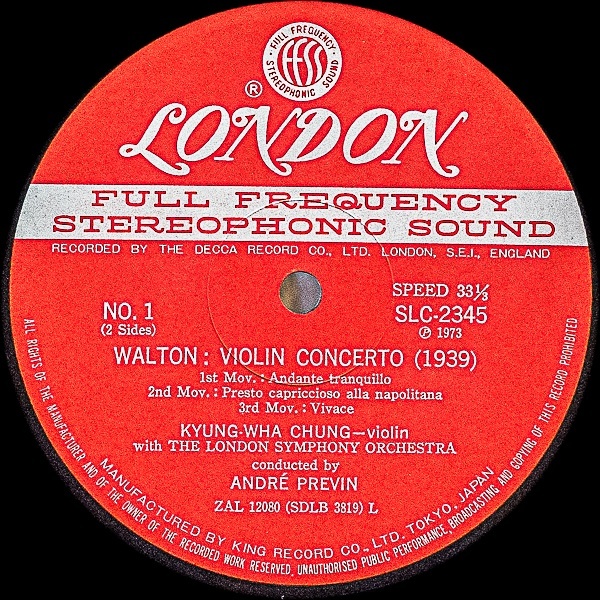 FULL FREQUENCY
ffss
STEREOPHONIC SOUND
®
LONDON
FULL FREQUENCY
STEREOPHONIC SOUND
RECORDED BY THE DECCA RECORD CO., LTD. LONDON, S.E.I., ENGLAND
SPEED 33⅓
NO. 1
SLC-2345
(2 Sides)
℗ 1973
WALTON : VIOLIN CONCERTO (1939)
1st Mov. : Andante tranquillo
2nd Mov. : Presto capriccioso alla napolitana
3rd Mov. : Vivace
KYUNG-WHA CHUNG—violin
with THE LONDON SYMPHONY ORCHESTRA
conducted by
ANDRÉ PREVIN
ZAL 12080 (SDLB 3819) L
MANUFACTURED BY KING RECORD CO., LTD. TOKYO, JAPAN
ALL RIGHTS OF THE MANUFACTURER AND OF THE OWNER OF THE RECORDED WORK RESERVED. UNAUTHORISED PUBLIC PERFORMANCE, BROADCASTING AND COPYING OF THIS RECORD PROHIBITED